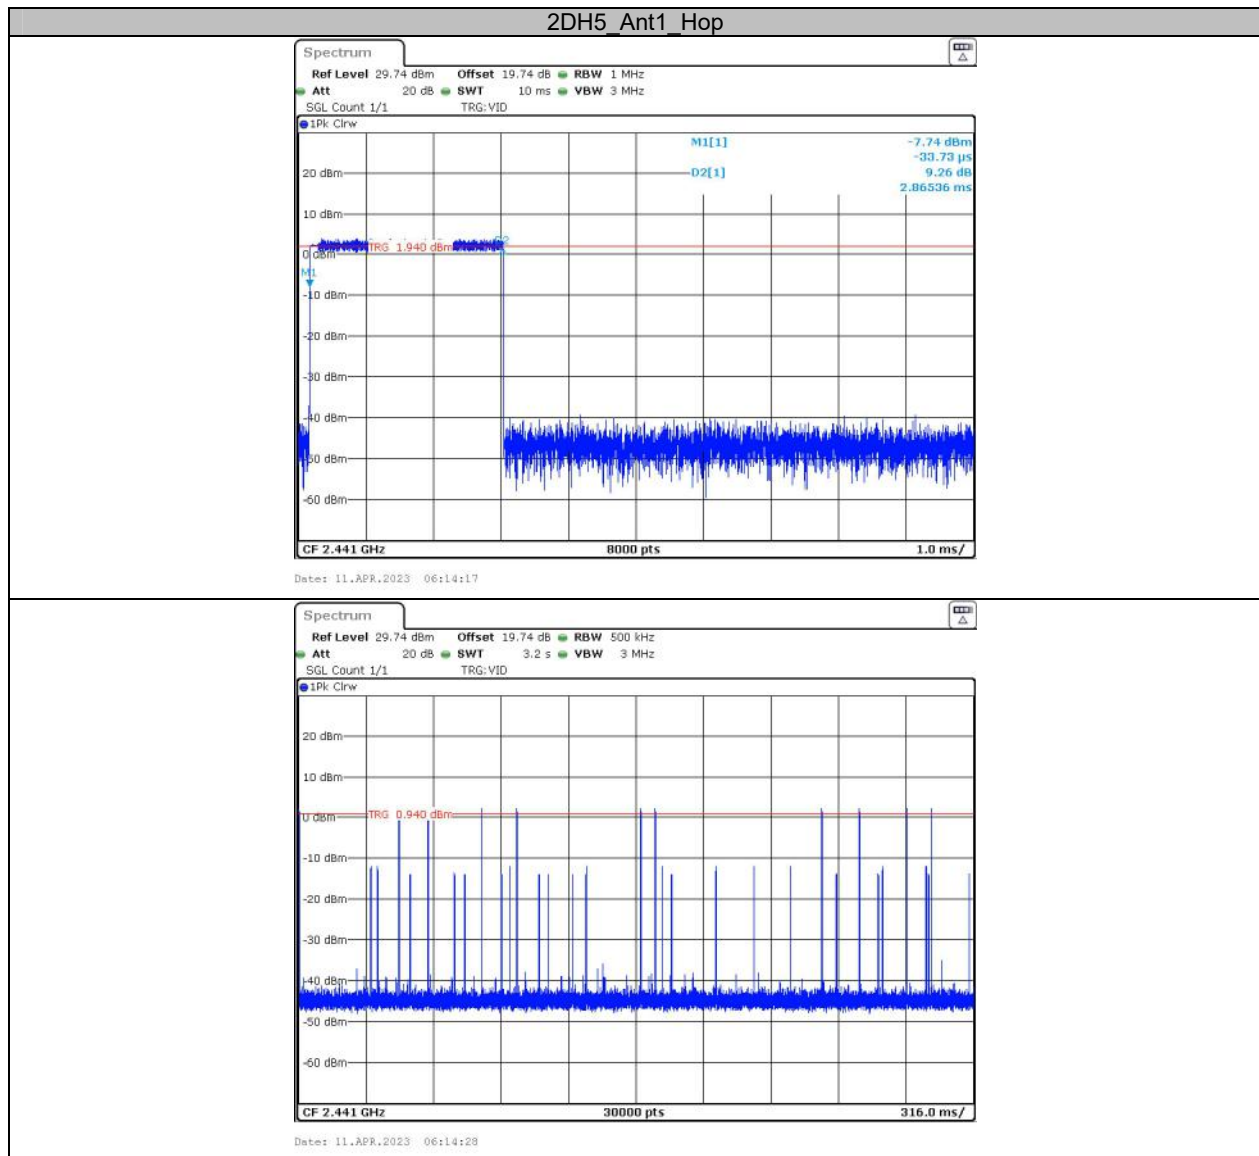 2DH5_Ant1_Hop
Spectrum
Ref Level 29.74 dBm Offset 19.74 dB RBW 1 MHz
Att 20 dB SWT 10 ms VBW 3 MHz
SGL Count 1/1 TRG:VID
1Pk Clrw
M1[1] -7.74 dBm
-33.73 µs
20 dBm D2[1] 9.26 dB
2.86536 ms
10 dBm
D2
TRG 1.940 dBm
0 dBm
M1
-10 dBm
-20 dBm
-30 dBm
-40 dBm
-50 dBm
-60 dBm
CF 2.441 GHz 8000 pts 1.0 ms/
Date: 11.APR.2023 06:14:17
Spectrum
Ref Level 29.74 dBm Offset 19.74 dB RBW 500 kHz
Att 20 dB SWT 3.2 s VBW 3 MHz
SGL Count 1/1 TRG:VID
1Pk Clrw
20 dBm
10 dBm
0 dBm TRG 0.940 dBm
-10 dBm
-20 dBm
-30 dBm
-40 dBm
-50 dBm
-60 dBm
CF 2.441 GHz 30000 pts 316.0 ms/
Date: 11.APR.2023 06:14:28